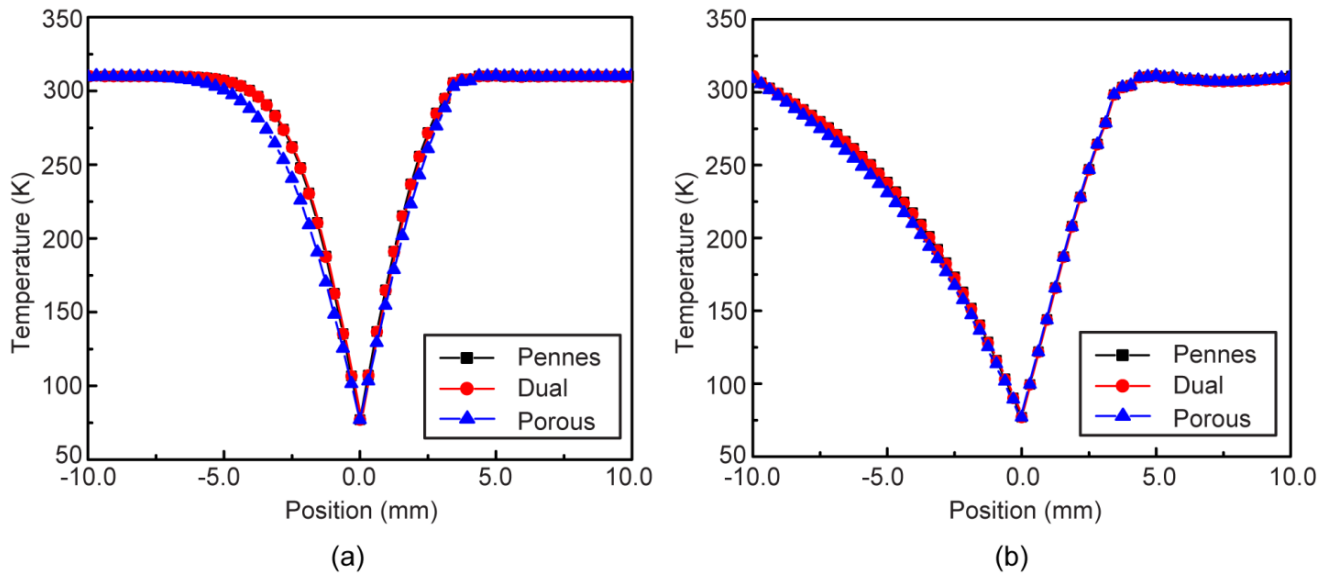 350
300
250
200
150
100
50
Temperature (K)
Pennes
Dual
Porous
-10.0 -5.0 0.0 5.0 10.0
Position (mm)
(a)
350
300
250
200
150
100
50
Temperature (K)
Pennes
Dual
Porous
-10.0 -5.0 0.0 5.0 10.0
Position (mm)
(b)